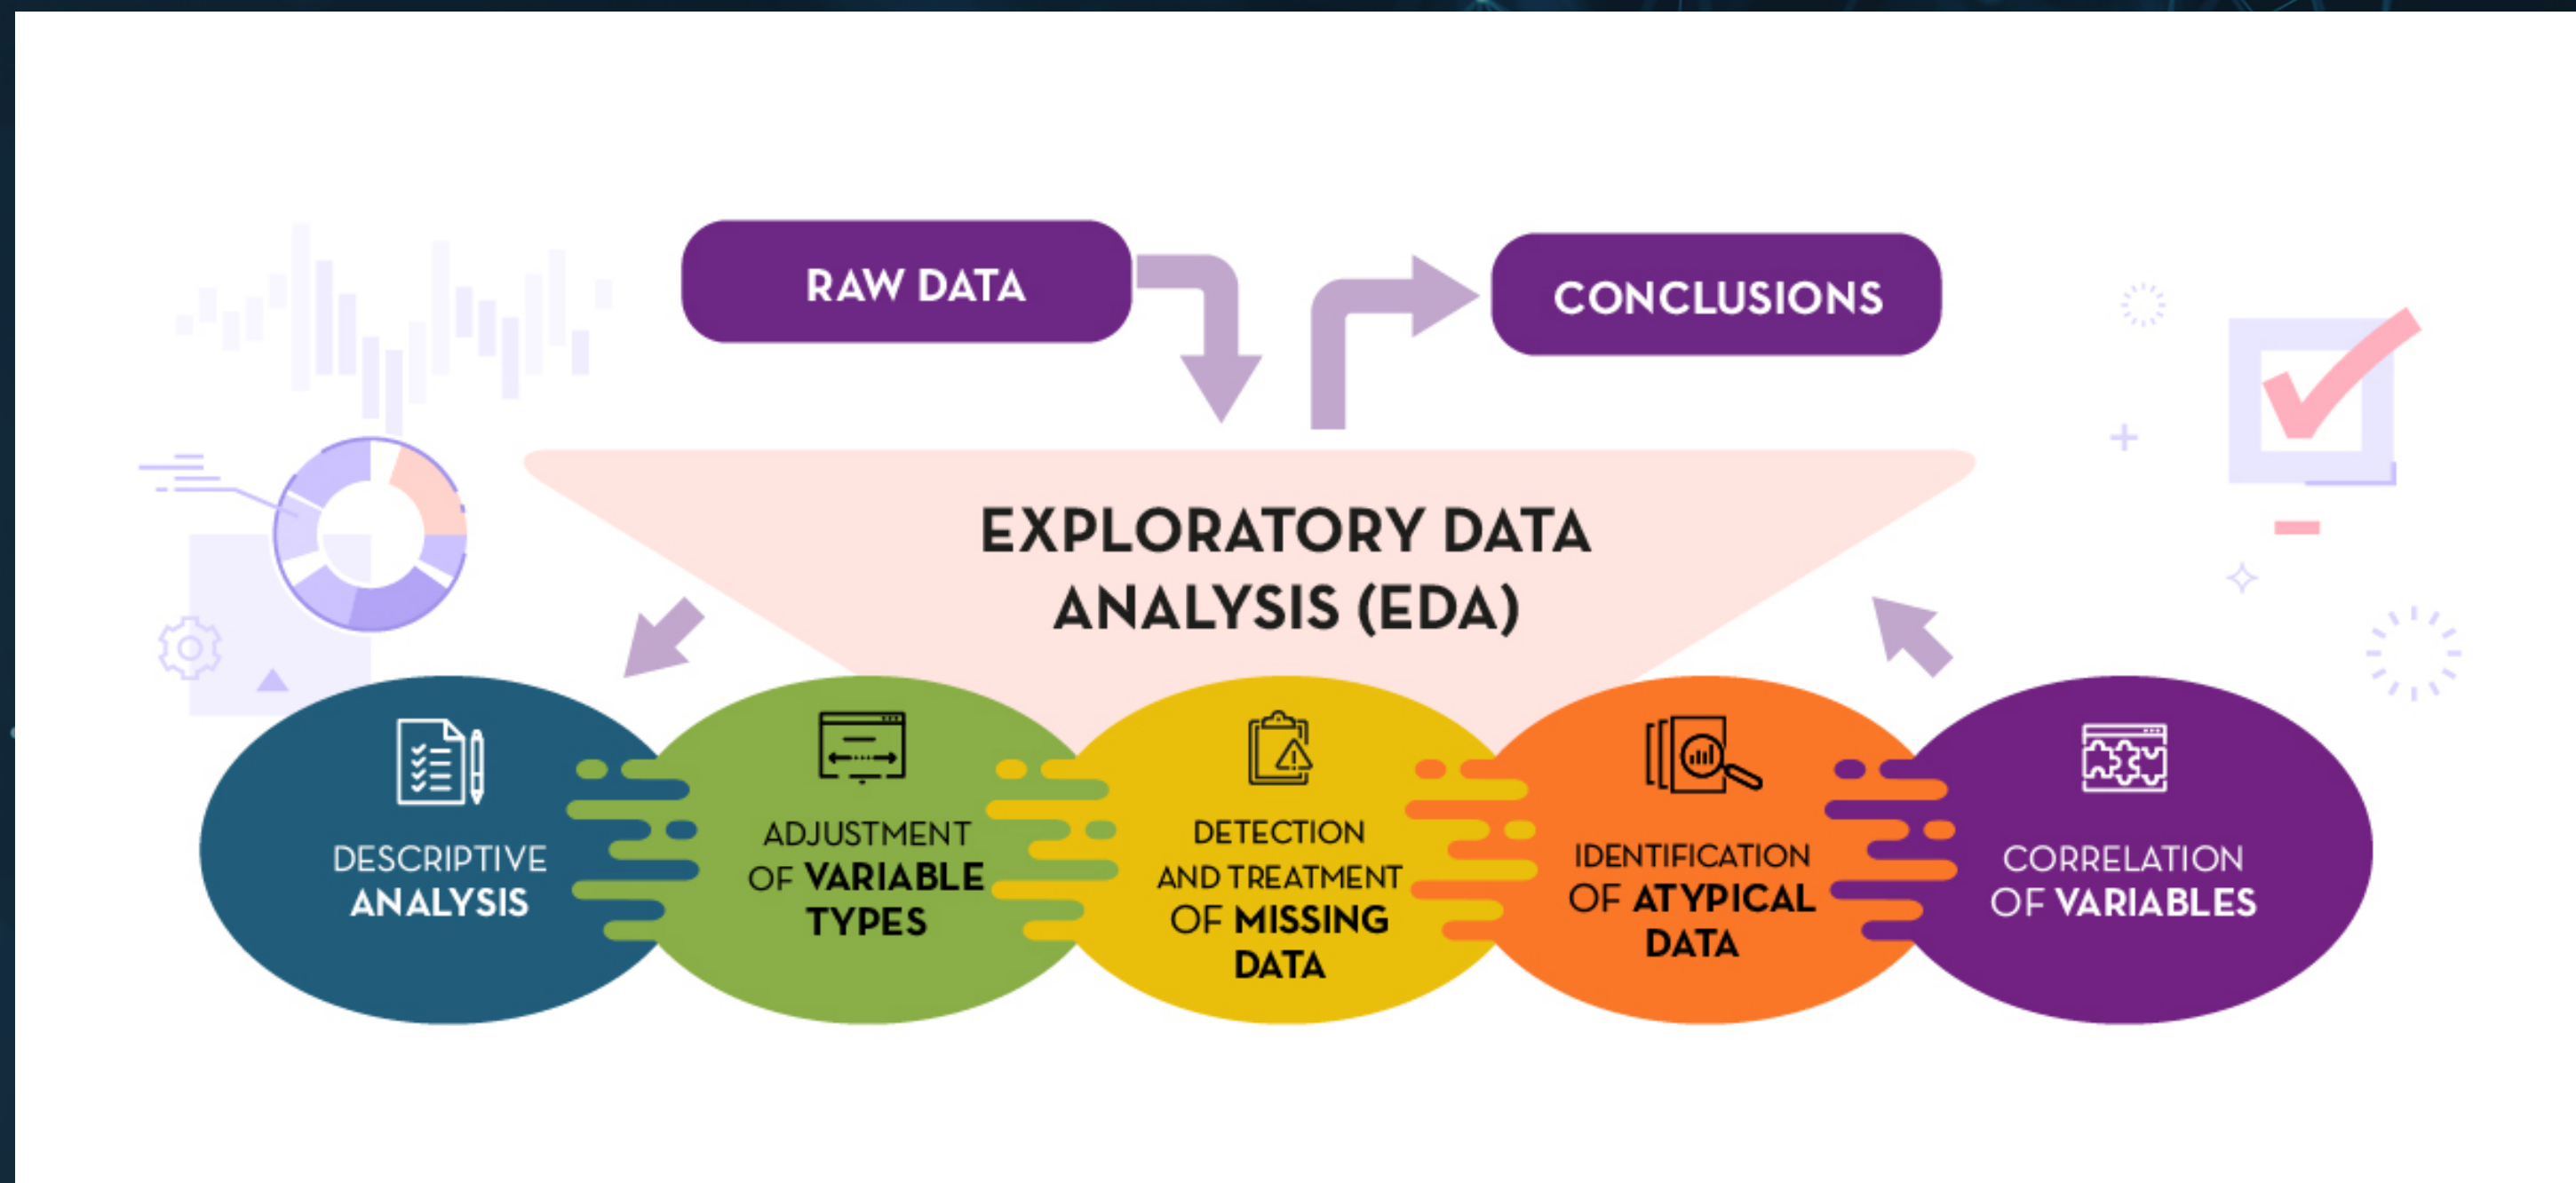 RAW DATA
CONCLUSIONS
EXPLORATORY DATA
ANALYSIS (EDA)
DESCRIPTIVE
ANALYSIS
ADJUSTMENT
OF VARIABLE
TYPES
DETECTION
AND TREATMENT
OF MISSING
DATA
IDENTIFICATION
OF ATYPICAL
DATA
CORRELATION
OF VARIABLES